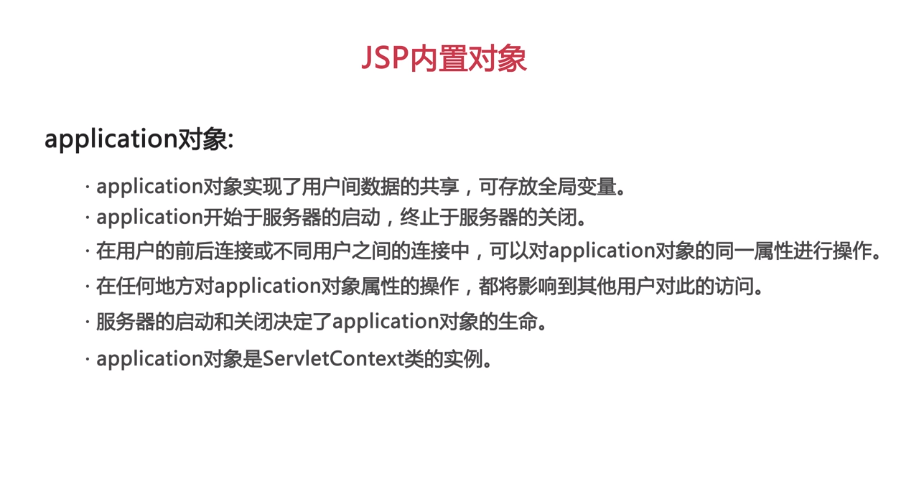 JSP内置对象
application对象:
· application对象实现了用户间数据的共享，可存放全局变量。
· application开始于服务器的启动，终止于服务器的关闭。
· 在用户的前后连接或不同用户之间的连接中，可以对application对象的同一属性进行操作。
· 在任何地方对application对象属性的操作，都将影响到其他用户对此的访问。
· 服务器的启动和关闭决定了application对象的生命。
· application对象是ServletContext类的实例。